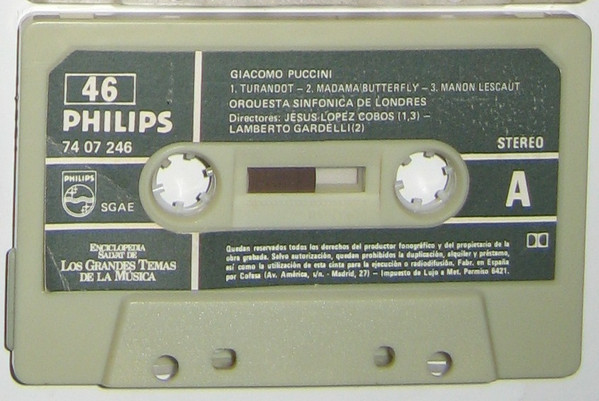 46
PHILIPS
74 07 246
GIACOMO PUCCINI
1. TURANDOT – 2. MADAMA BUTTERFLY – 3. MANON LESCAUT
ORQUESTA SINFONICA DE LONDRES
Directores: JESUS LOPEZ COBOS (1,3) –
LAMBERTO GARDELLI (2)
STEREO
PHILIPS
SGAE
A
ENCICLOPEDIA
SALVAT DE
LOS GRANDES TEMAS
DE LA MUSICA
Quedan reservados todos los derechos del productor fonográfico y del propietario de la
obra grabada. Salvo autorización, quedan prohibidos la duplicación, alquiler y préstamo,
así como la utilización de esta cinta para la ejecución o radiodifusión. Fabr. en España
por Cofesa (Av. América, s/n. - Madrid, 27) – Impuesto de Lujo a Met. Permiso 6421.